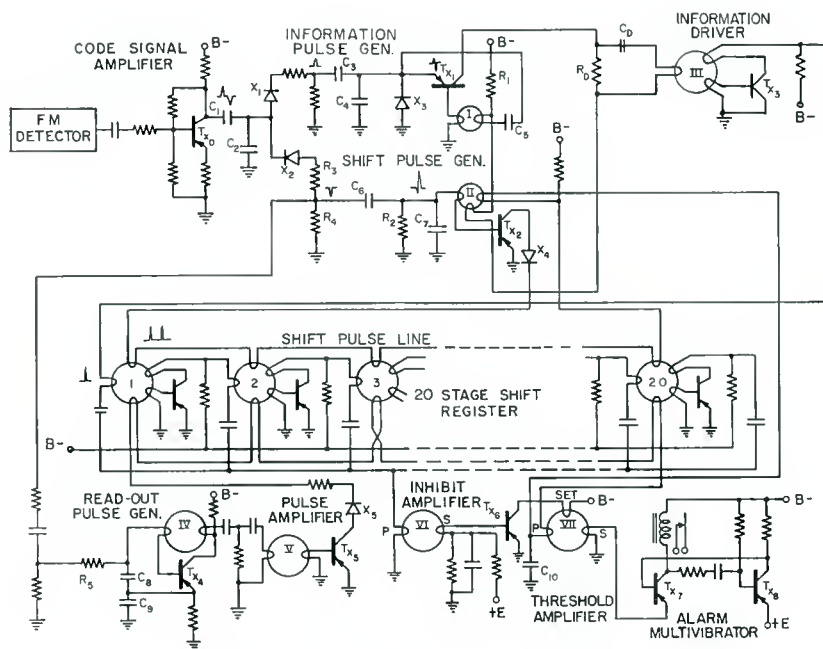 CODE SIGNAL
AMPLIFIER
B-
INFORMATION
PULSE GEN.
C3
INFORMATION
DRIVER
FM
DETECTOR
C1
TX0
C2
X1
X2
C4
X3
TX1
B-
R1
I
C5
CD
RD
III
TX3
B-
R3
R4
SHIFT PULSE GEN.
C6
R2
C7
II
TX2
X4
B-
SHIFT PULSE LINE
1
2
3
20 STAGE SHIFT
REGISTER
20
B-
READ-OUT
PULSE GEN.
IV
B-
PULSE
AMPLIFIER
X5
V
TX5
R5
C8
C9
TX4
INHIBIT
AMPLIFIER
P
VI
S
TX6
+E
SET
B-
P
VII
S
C10
THRESHOLD
AMPLIFIER
B-
TX7
TX8
+E
ALARM
MULTIVIBRATOR